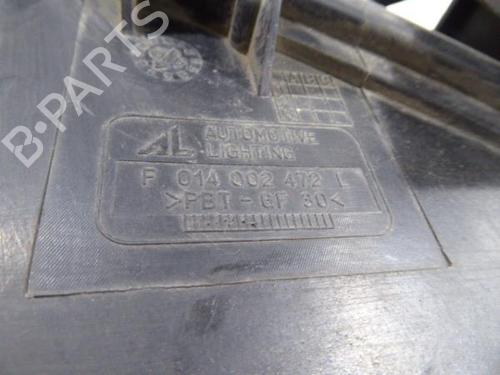 B-PARTS
AL AUTOMOTIVE
LIGHTING
P 014 002 472 L
>PBT - GF 30<